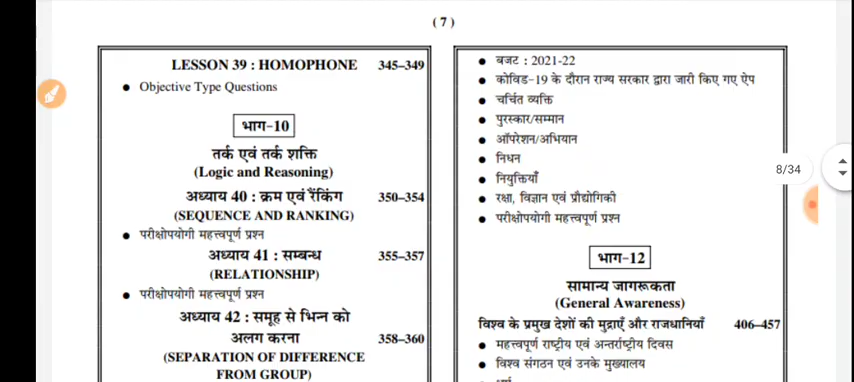 ( 7 )
LESSON 39 : HOMOPHONE 345–349
● Objective Type Questions
भाग-10
तर्क एवं तर्क शक्ति
(Logic and Reasoning)
अध्याय 40 : क्रम एवं रैंकिंग 350–354
(SEQUENCE AND RANKING)
● परीक्षोपयोगी महत्त्वपूर्ण प्रश्न
अध्याय 41 : सम्बन्ध 355–357
(RELATIONSHIP)
● परीक्षोपयोगी महत्त्वपूर्ण प्रश्न
अध्याय 42 : समूह से भिन्न को
अलग करना 358–360
(SEPARATION OF DIFFERENCE
FROM GROUP)
● बजट : 2021-22
● कोविड-19 के दौरान राज्य सरकार द्वारा जारी किए गए ऐप
● चर्चित व्यक्ति
● पुरस्कार/सम्मान
● ऑपरेशन/अभियान
● निधन
● नियुक्तियाँ
● रक्षा, विज्ञान एवं प्रौद्योगिकी
● परीक्षोपयोगी महत्त्वपूर्ण प्रश्न
भाग-12
सामान्य जागरूकता
(General Awareness)
विश्व के प्रमुख देशों की मुद्राएँ और राजधानियाँ 406–457
● महत्त्वपूर्ण राष्ट्रीय एवं अन्तर्राष्ट्रीय दिवस
● विश्व संगठन एवं उनके मुख्यालय
8/34